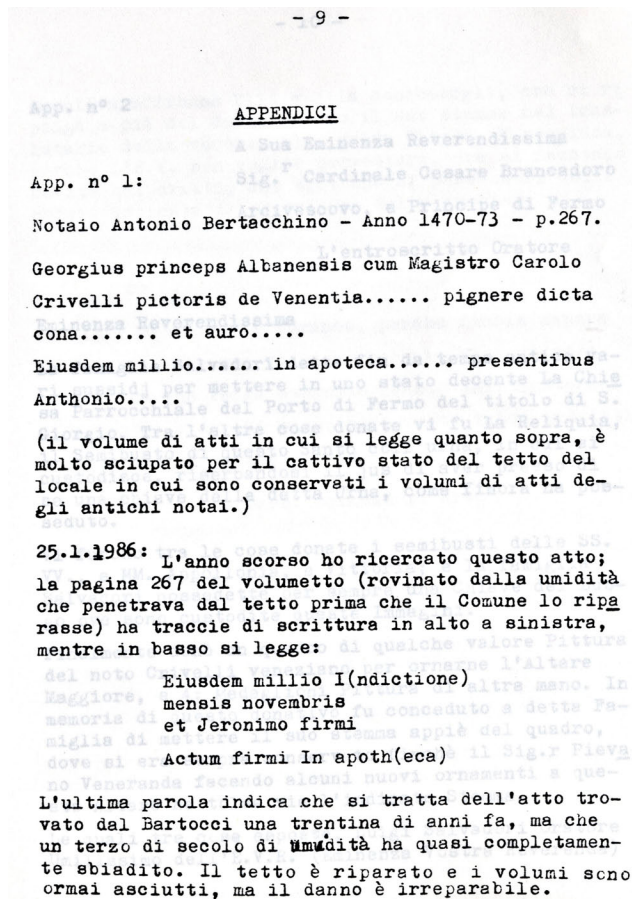 - 9 -
APPENDICI
App. n° 1:
Notaio Antonio Bertacchino - Anno 1470-73 - p.267.
Georgius princeps Albanensis cum Magistro Carolo
Crivelli pictoris de Venentia...... pignere dicta
cona....... et auro.....
Eiusdem millio...... in apoteca...... presentibus
Anthonio.....
(il volume di atti in cui si legge quanto sopra, è
molto sciupato per il cattivo stato del tetto del
locale in cui sono conservati i volumi di atti de-
gli antichi notai.)
25.1.1986: L'anno scorso ho ricercato questo atto;
la pagina 267 del volumetto (rovinato dalla umidità
che penetrava dal tetto prima che il Comune lo ripa
rasse) ha traccie di scrittura in alto a sinistra,
mentre in basso si legge:
Eiusdem millio I(ndictione)
mensis novembris
et Jeronimo firmi
Actum firmi In apoth(eca)
L'ultima parola indica che si tratta dell'atto tro-
vato dal Bartocci una trentina di anni fa, ma che
un terzo di secolo di umidità ha quasi completamen-
te sbiadito. Il tetto è riparato e i volumi sono
ormai asciutti, ma il danno è irreparabile.